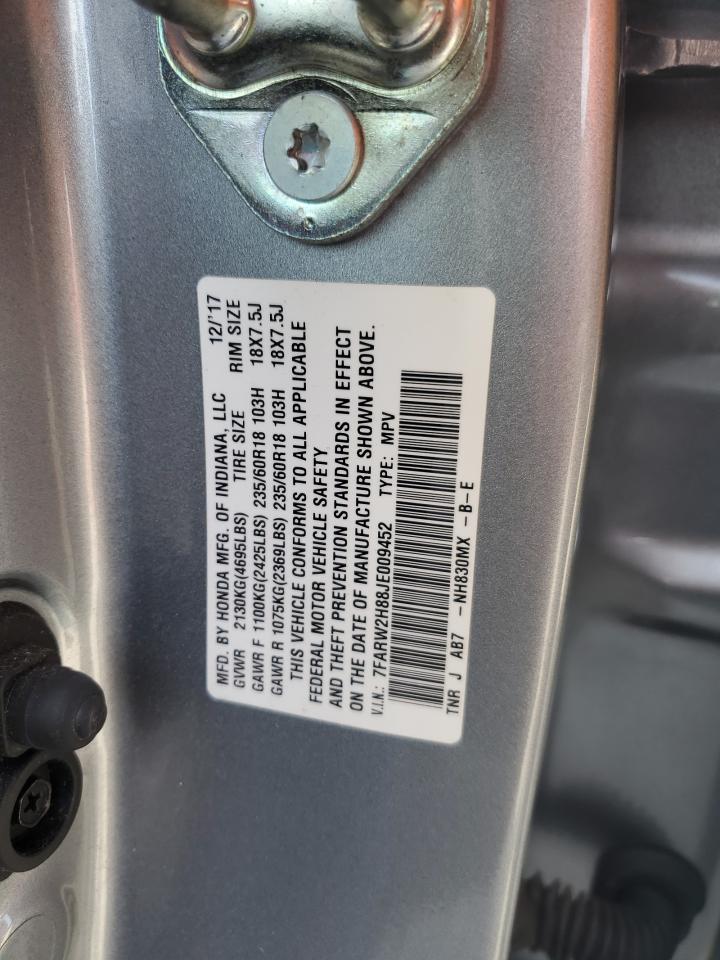 MFD. BY HONDA MFG. OF INDIANA, LLC 12/'17
GVWR 2130KG(4695LBS) TIRE SIZE RIM SIZE
GAWR F 1100KG(2425LBS) 235/60R18 103H 18X7.5J
GAWR R 1075KG(2369LBS) 235/60R18 103H 18X7.5J
THIS VEHICLE CONFORMS TO ALL APPLICABLE
FEDERAL MOTOR VEHICLE SAFETY
AND THEFT PREVENTION STANDARDS IN EFFECT
ON THE DATE OF MANUFACTURE SHOWN ABOVE.
V.I.N.: 7FARW2H88JE009452 TYPE: MPV
TNR J AB7 -NH830MX -B-E